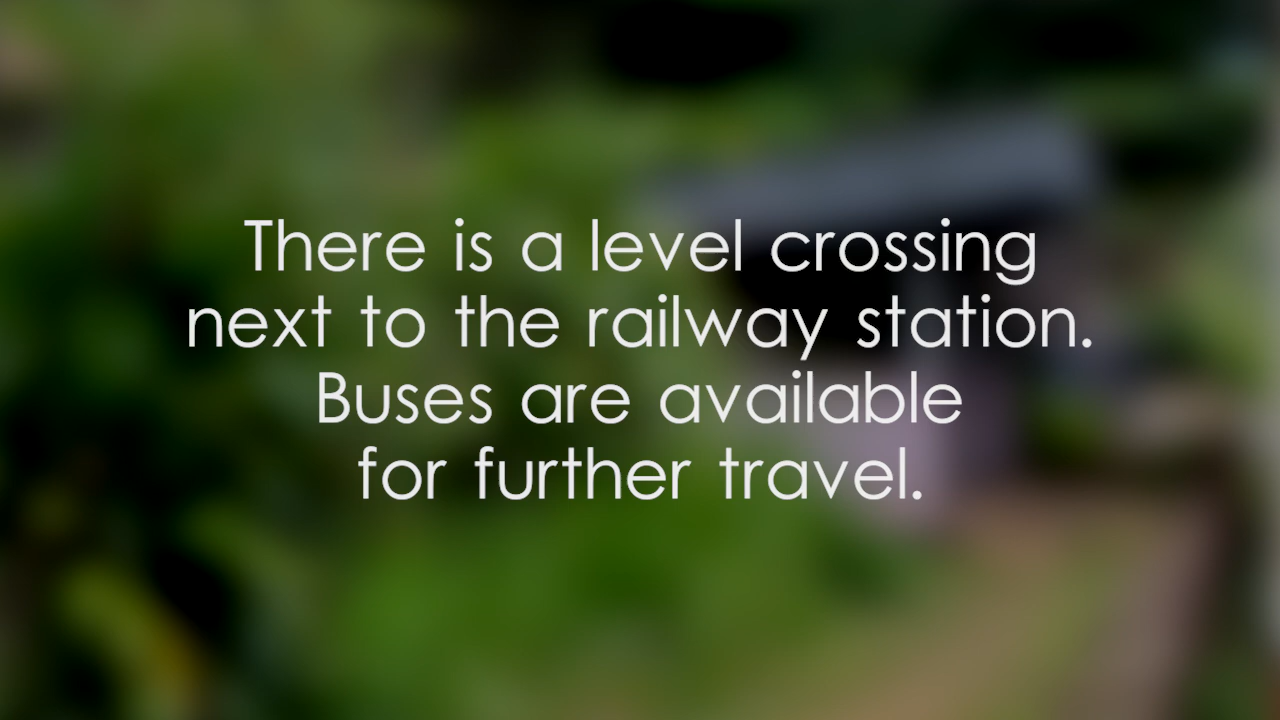 There is a level crossing
next to the railway station.
Buses are available
for further travel.